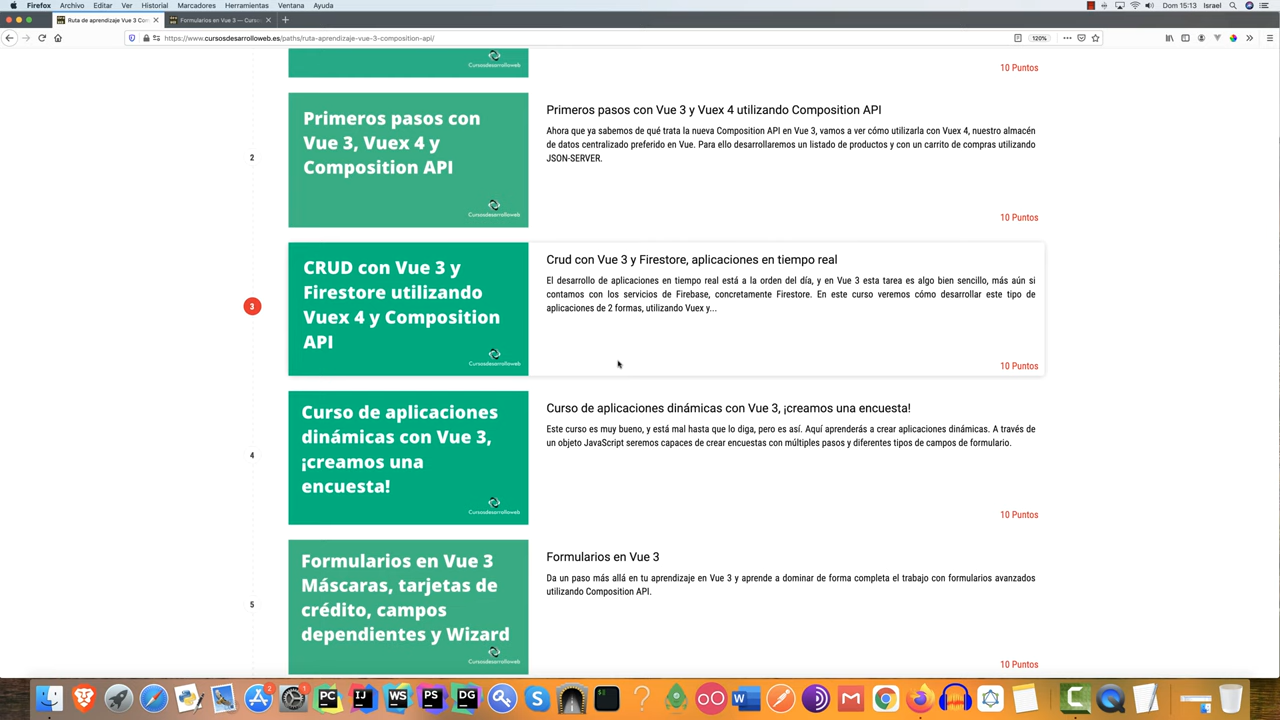 Firefox Archivo Editar Ver Historial Marcadores Herramientas Ventana Ayuda
Dom 15:13 Israel
Ruta de aprendizaje Vue 3 Com
Formularios en Vue 3 — Curso
https://www.cursosdesarrolloweb.es/paths/ruta-aprendizaje-vue-3-composition-api/
120%
Cursosdesarrolloweb
10 Puntos
2
Primeros pasos con
Vue 3, Vuex 4 y
Composition API
Cursosdesarrolloweb
Primeros pasos con Vue 3 y Vuex 4 utilizando Composition API
Ahora que ya sabemos de qué trata la nueva Composition API en Vue 3, vamos a ver cómo utilizarla con Vuex 4, nuestro almacén
de datos centralizado preferido en Vue. Para ello desarrollaremos un listado de productos y con un carrito de compras utilizando
JSON-SERVER.
10 Puntos
3
CRUD con Vue 3 y
Firestore utilizando
Vuex 4 y Composition
API
Cursosdesarrolloweb
Crud con Vue 3 y Firestore, aplicaciones en tiempo real
El desarrollo de aplicaciones en tiempo real está a la orden del día, y en Vue 3 esta tarea es algo bien sencillo, más aún si
contamos con los servicios de Firebase, concretamente Firestore. En este curso veremos cómo desarrollar este tipo de
aplicaciones de 2 formas, utilizando Vuex y...
10 Puntos
4
Curso de aplicaciones
dinámicas con Vue 3,
¡creamos una
encuesta!
Cursosdesarrolloweb
Curso de aplicaciones dinámicas con Vue 3, ¡creamos una encuesta!
Este curso es muy bueno, y está mal hasta que lo diga, pero es así. Aquí aprenderás a crear aplicaciones dinámicas. A través de
un objeto JavaScript seremos capaces de crear encuestas con múltiples pasos y diferentes tipos de campos de formulario.
10 Puntos
5
Formularios en Vue 3
Máscaras, tarjetas de
crédito, campos
dependientes y Wizard
Cursosdesarrolloweb
Formularios en Vue 3
Da un paso más allá en tu aprendizaje en Vue 3 y aprende a dominar de forma completa el trabajo con formularios avanzados
utilizando Composition API.
10 Puntos
2
1
PC
IJ
WS
PS
DG